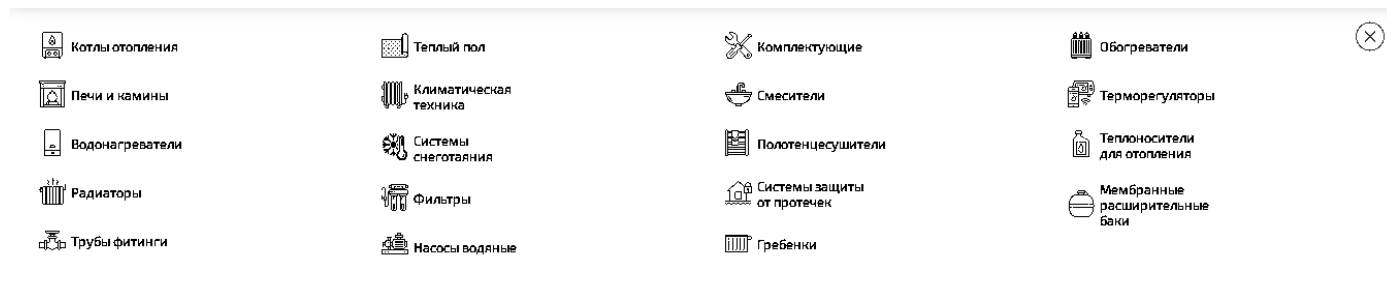 Котлы отопления
Печи и камины
Водонагреватели
Радиаторы
Трубы фитинги
Теплый пол
Климатическая
техника
Системы
снеготаяния
Фильтры
Насосы водяные
Комплектующие
Смесители
Полотенцесушители
Системы защиты
от протечек
Гребенки
Обогреватели
Терморегуляторы
Теплоносители
для отопления
Мембранные
расширительные
баки